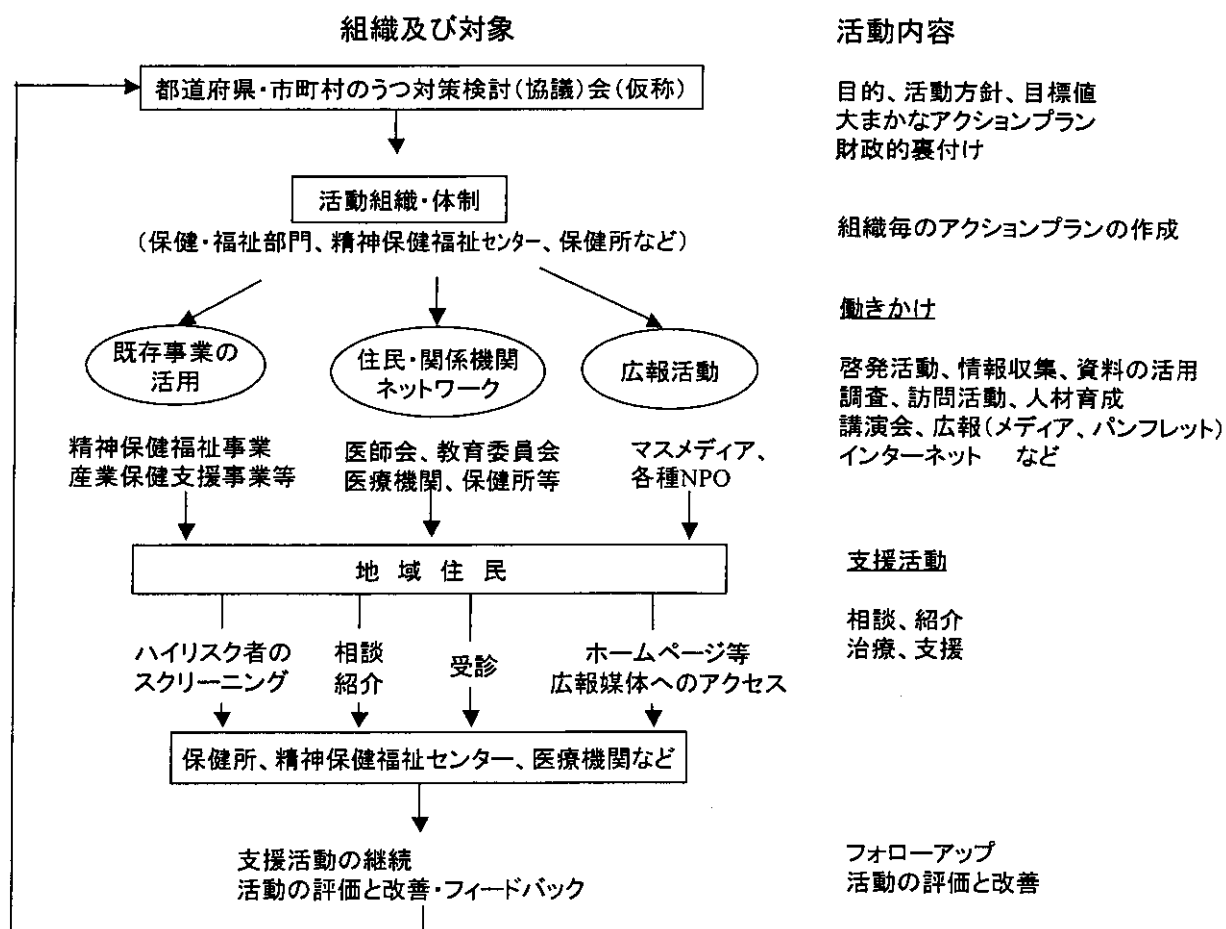 組織及び対象
活動内容
都道府県・市町村のうつ対策検討(協議)会(仮称)
目的、活動方針、目標値
大まかなアクションプラン
財政的裏付け
活動組織・体制
(保健・福祉部門、精神保健福祉センター、保健所など)
組織毎のアクションプランの作成
働きかけ
既存事業の
活用
住民・関係機関
ネットワーク
広報活動
啓発活動、情報収集、資料の活用
調査、訪問活動、人材育成
講演会、広報(メディア、パンフレット)
インターネット　など
精神保健福祉事業
産業保健支援事業等
医師会、教育委員会
医療機関、保健所等
マスメディア、
各種NPO
地 域 住 民
支援活動
相談、紹介
治療、支援
ハイリスク者の
スクリーニング
相談
紹介
受診
ホームページ等
広報媒体へのアクセス
保健所、精神保健福祉センター、医療機関など
支援活動の継続
活動の評価と改善・フィードバック
フォローアップ
活動の評価と改善